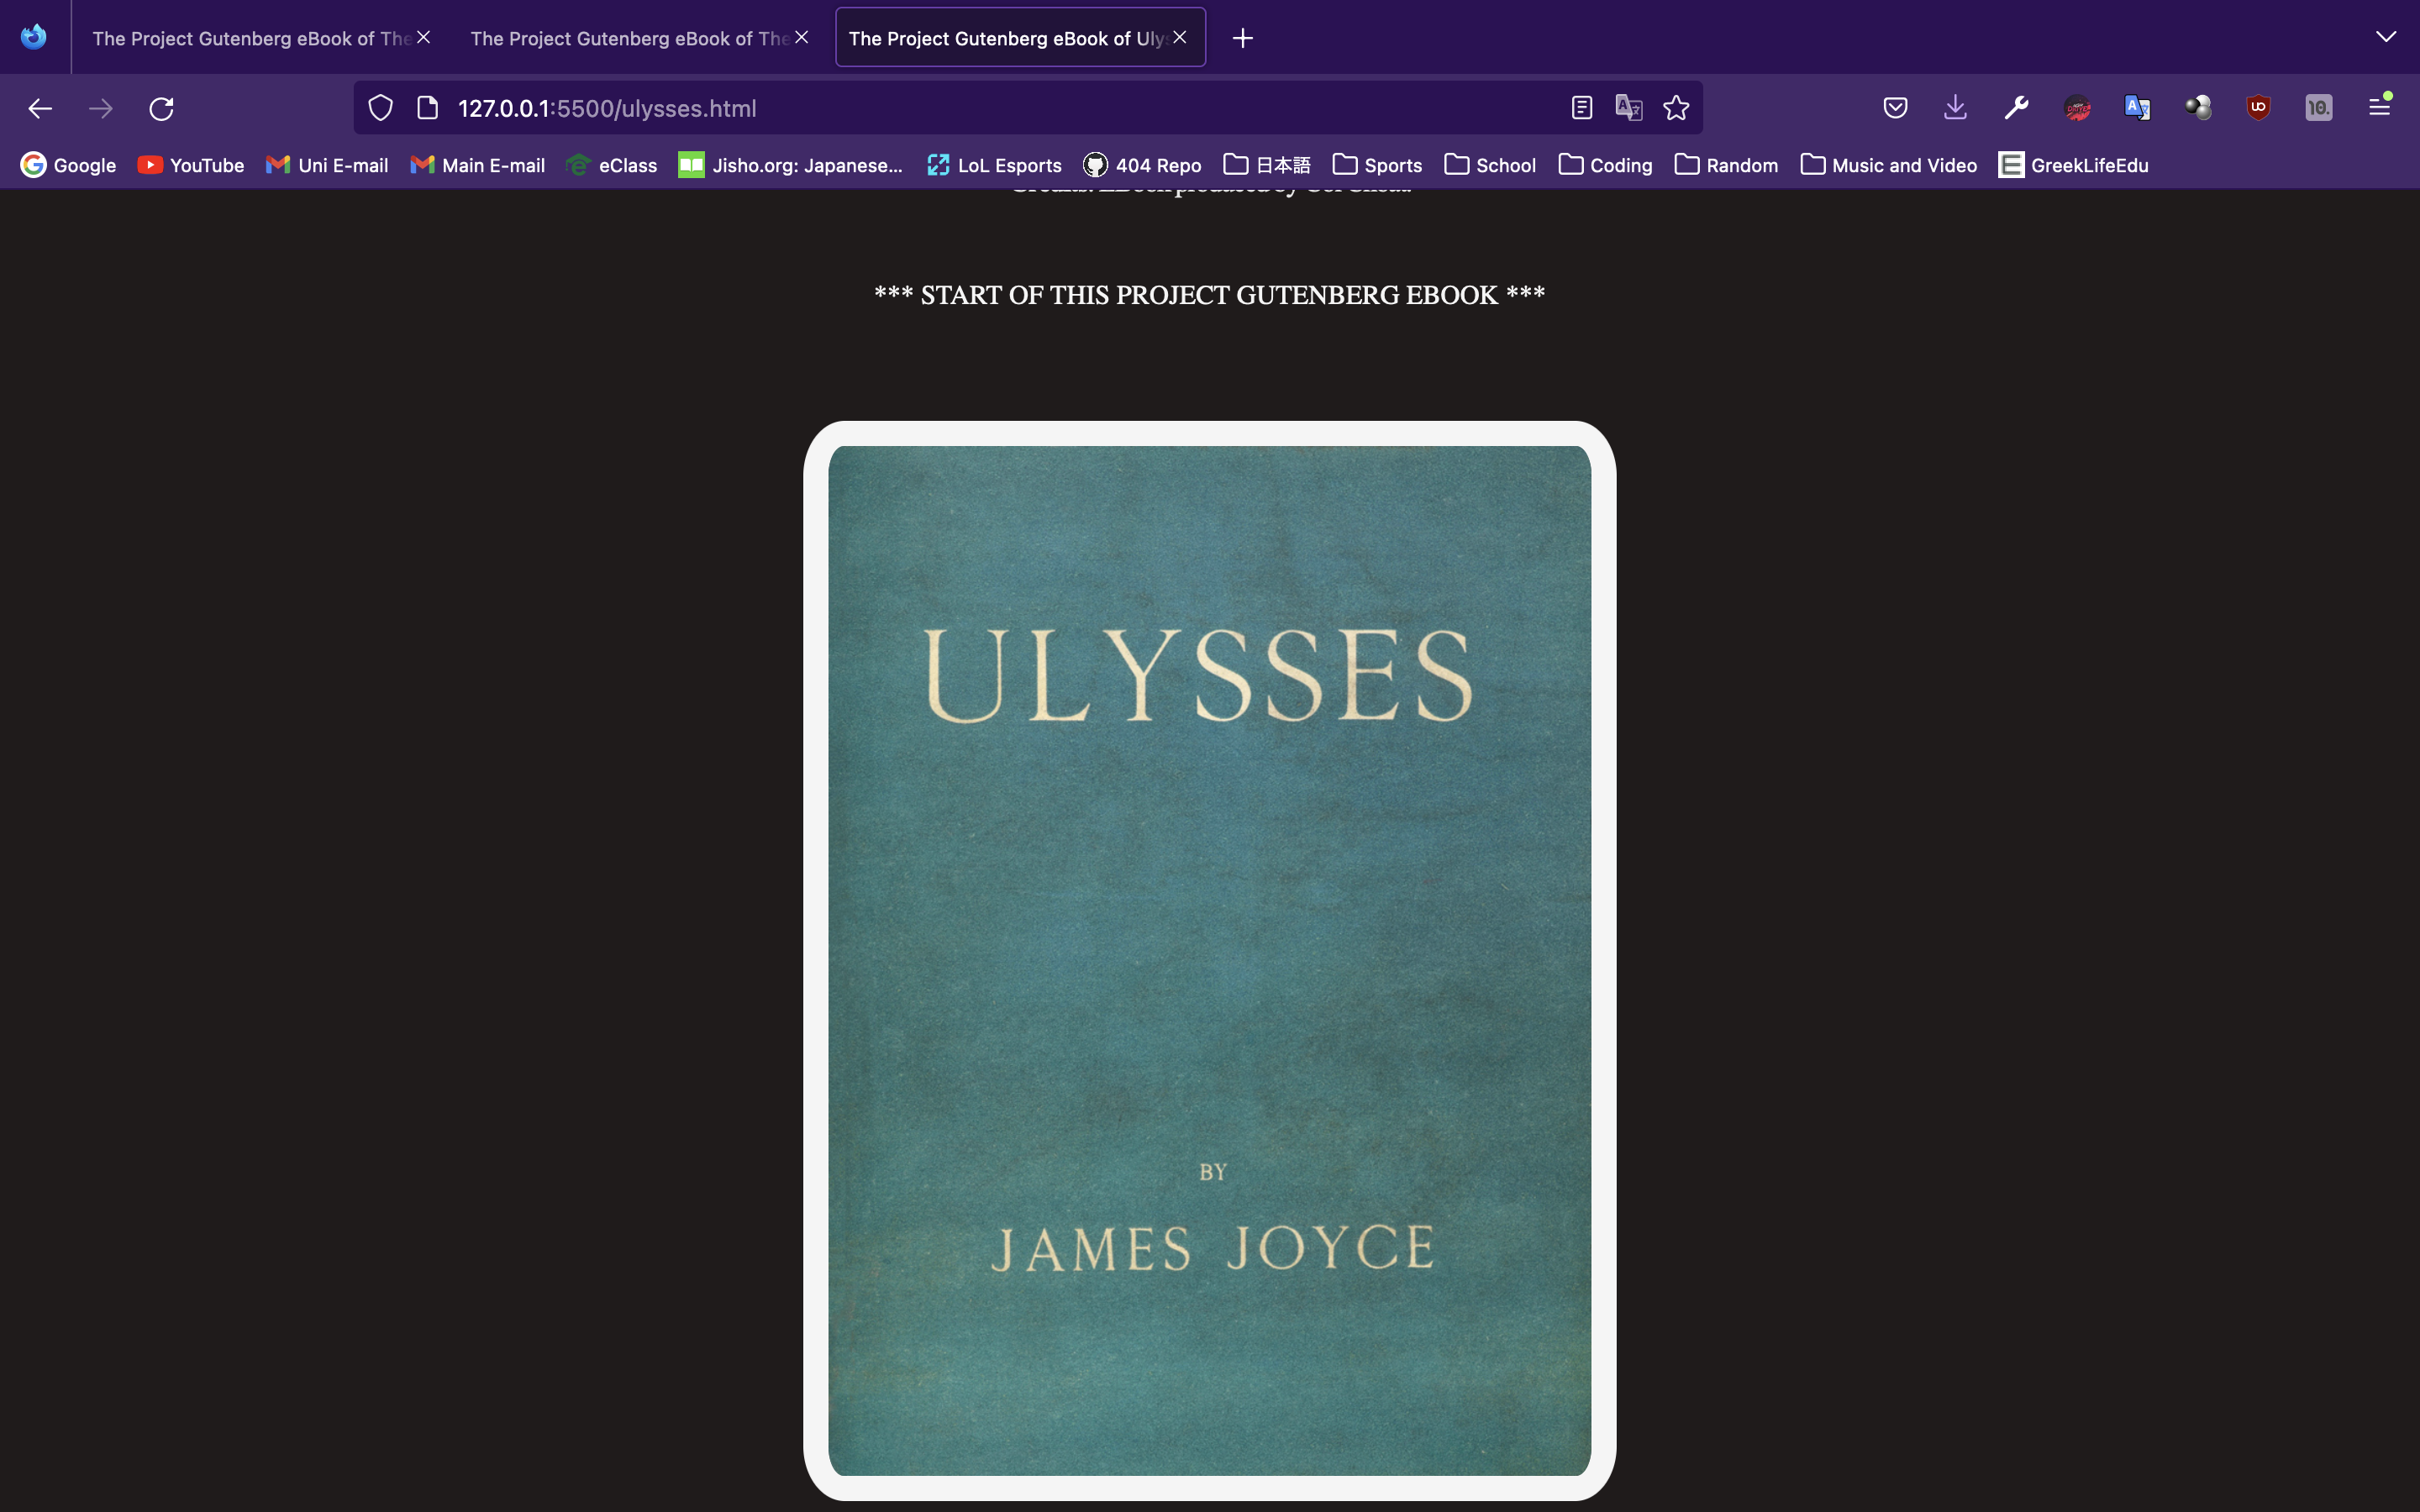 The Project Gutenberg eBook of The
The Project Gutenberg eBook of The
The Project Gutenberg eBook of Uly
127.0.0.1:5500/ulysses.html
10.
Google YouTube Uni E-mail Main E-mail eClass Jisho.org: Japanese... LoL Esports 404 Repo 日本語 Sports School Coding Random Music and Video GreekLifeEdu
*** START OF THIS PROJECT GUTENBERG EBOOK ***
ULYSSES
BY
JAMES JOYCE